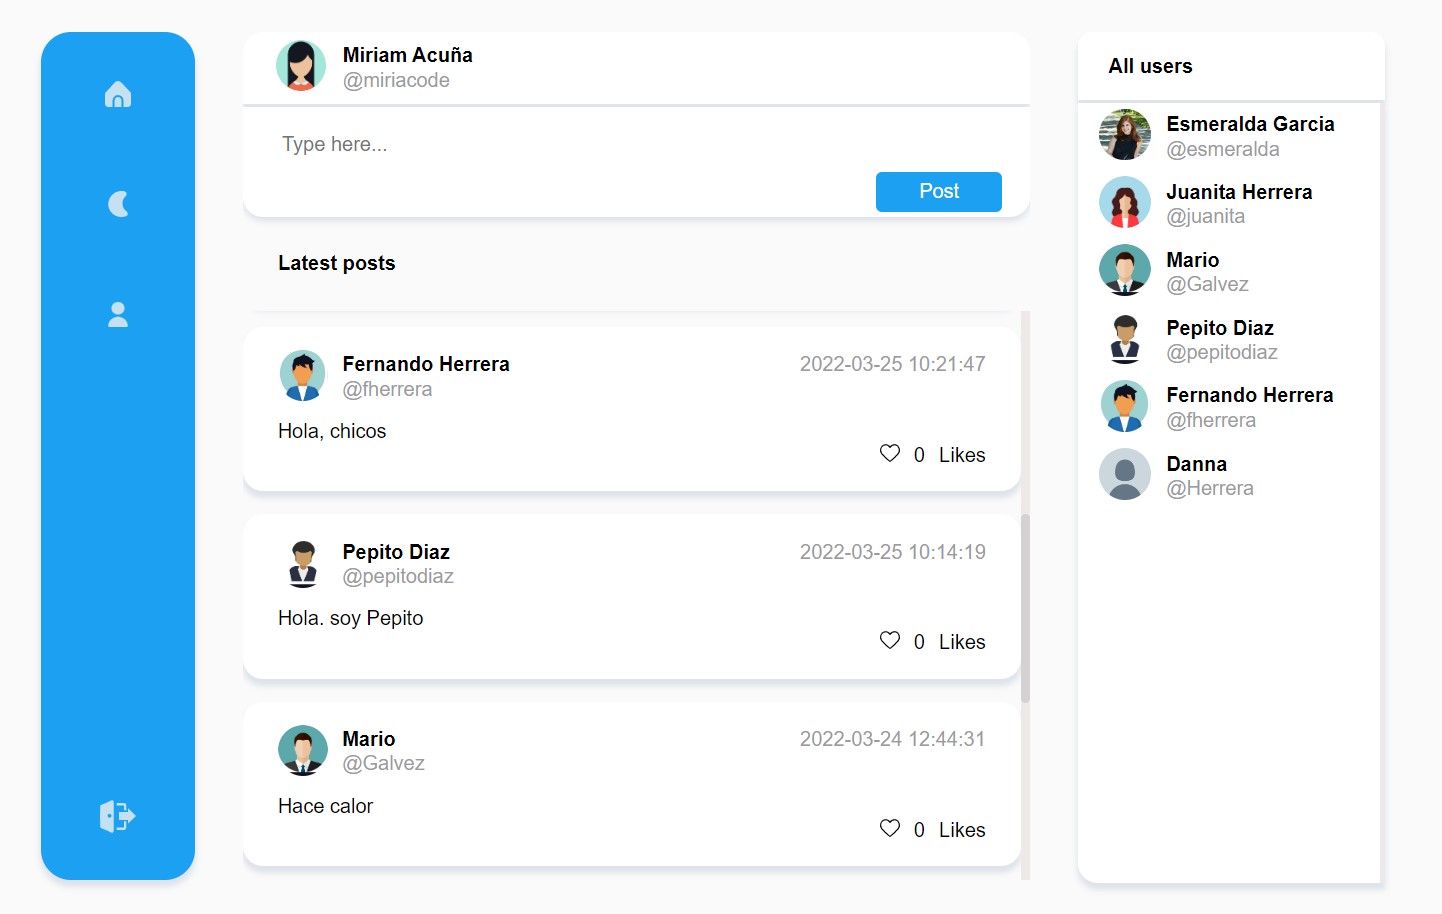 Miriam Acuña
@miriacode
Type here...
Post
Latest posts
Fernando Herrera
@fherrera
2022-03-25 10:21:47
Hola, chicos
0 Likes
Pepito Diaz
@pepitodiaz
2022-03-25 10:14:19
Hola. soy Pepito
0 Likes
Mario
@Galvez
2022-03-24 12:44:31
Hace calor
0 Likes
All users
Esmeralda Garcia
@esmeralda
Juanita Herrera
@juanita
Mario
@Galvez
Pepito Diaz
@pepitodiaz
Fernando Herrera
@fherrera
Danna
@Herrera